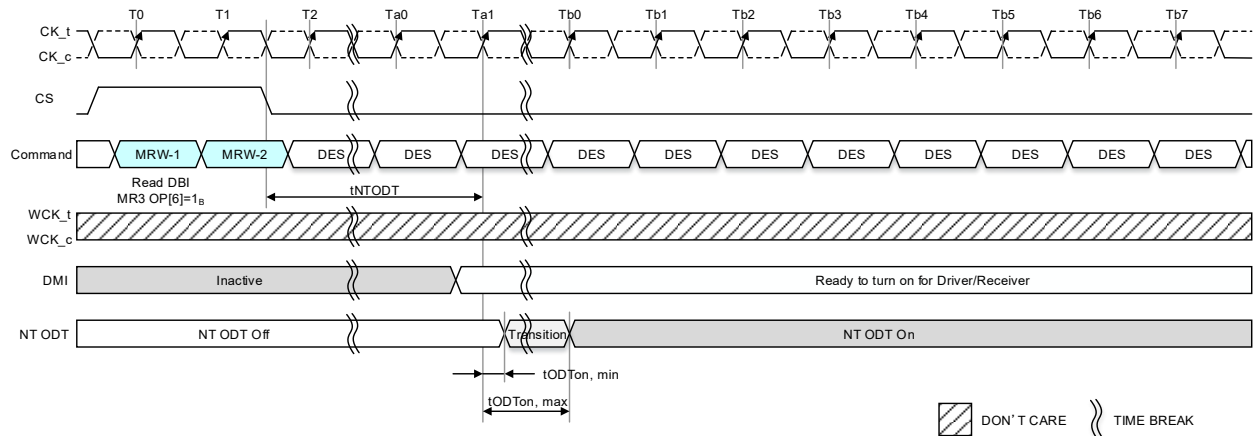 T0 T1 T2 Ta0 Ta1 Tb0 Tb1 Tb2 Tb3 Tb4 Tb5 Tb6 Tb7
CK_t
CK_c
CS
Command MRW-1 MRW-2 DES DES DES DES DES DES DES DES DES DES DES
Read DBI
MR3 OP[6]=1B
tNTODT
WCK_t
WCK_c
DMI Inactive Ready to turn on for Driver/Receiver
NT ODT NT ODT Off Transition NT ODT On
tODTon, min
tODTon, max
DON'T CARE TIME BREAK